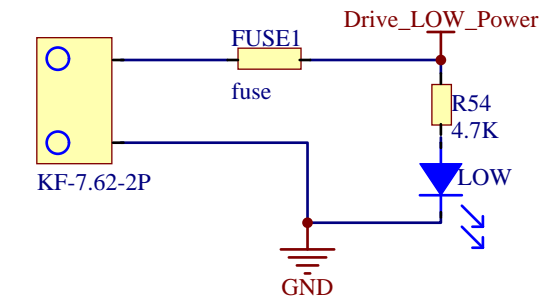 Drive_LOW_Power
FUSE1
fuse
R54
4.7K
KF-7.62-2P
LOW
GND